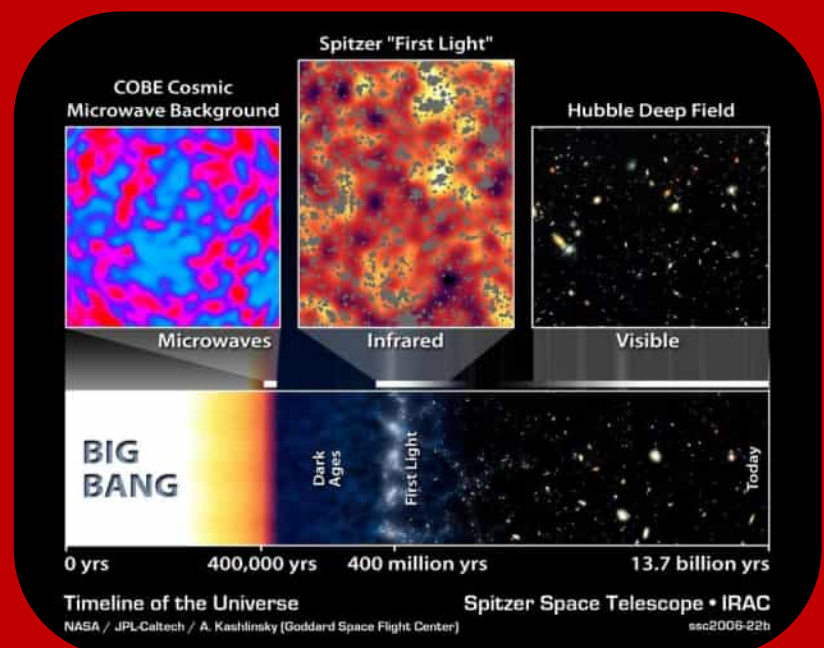 Spitzer "First Light"
COBE Cosmic
Microwave Background
Hubble Deep Field
Microwaves
Infrared
Visible
BIG
BANG
Dark
Ages
First Light
Today
0 yrs
400,000 yrs
400 million yrs
13.7 billion yrs
Timeline of the Universe
Spitzer Space Telescope • IRAC
NASA / JPL-Caltech / A. Kashlinsky (Goddard Space Flight Center)
ssc2006-22b